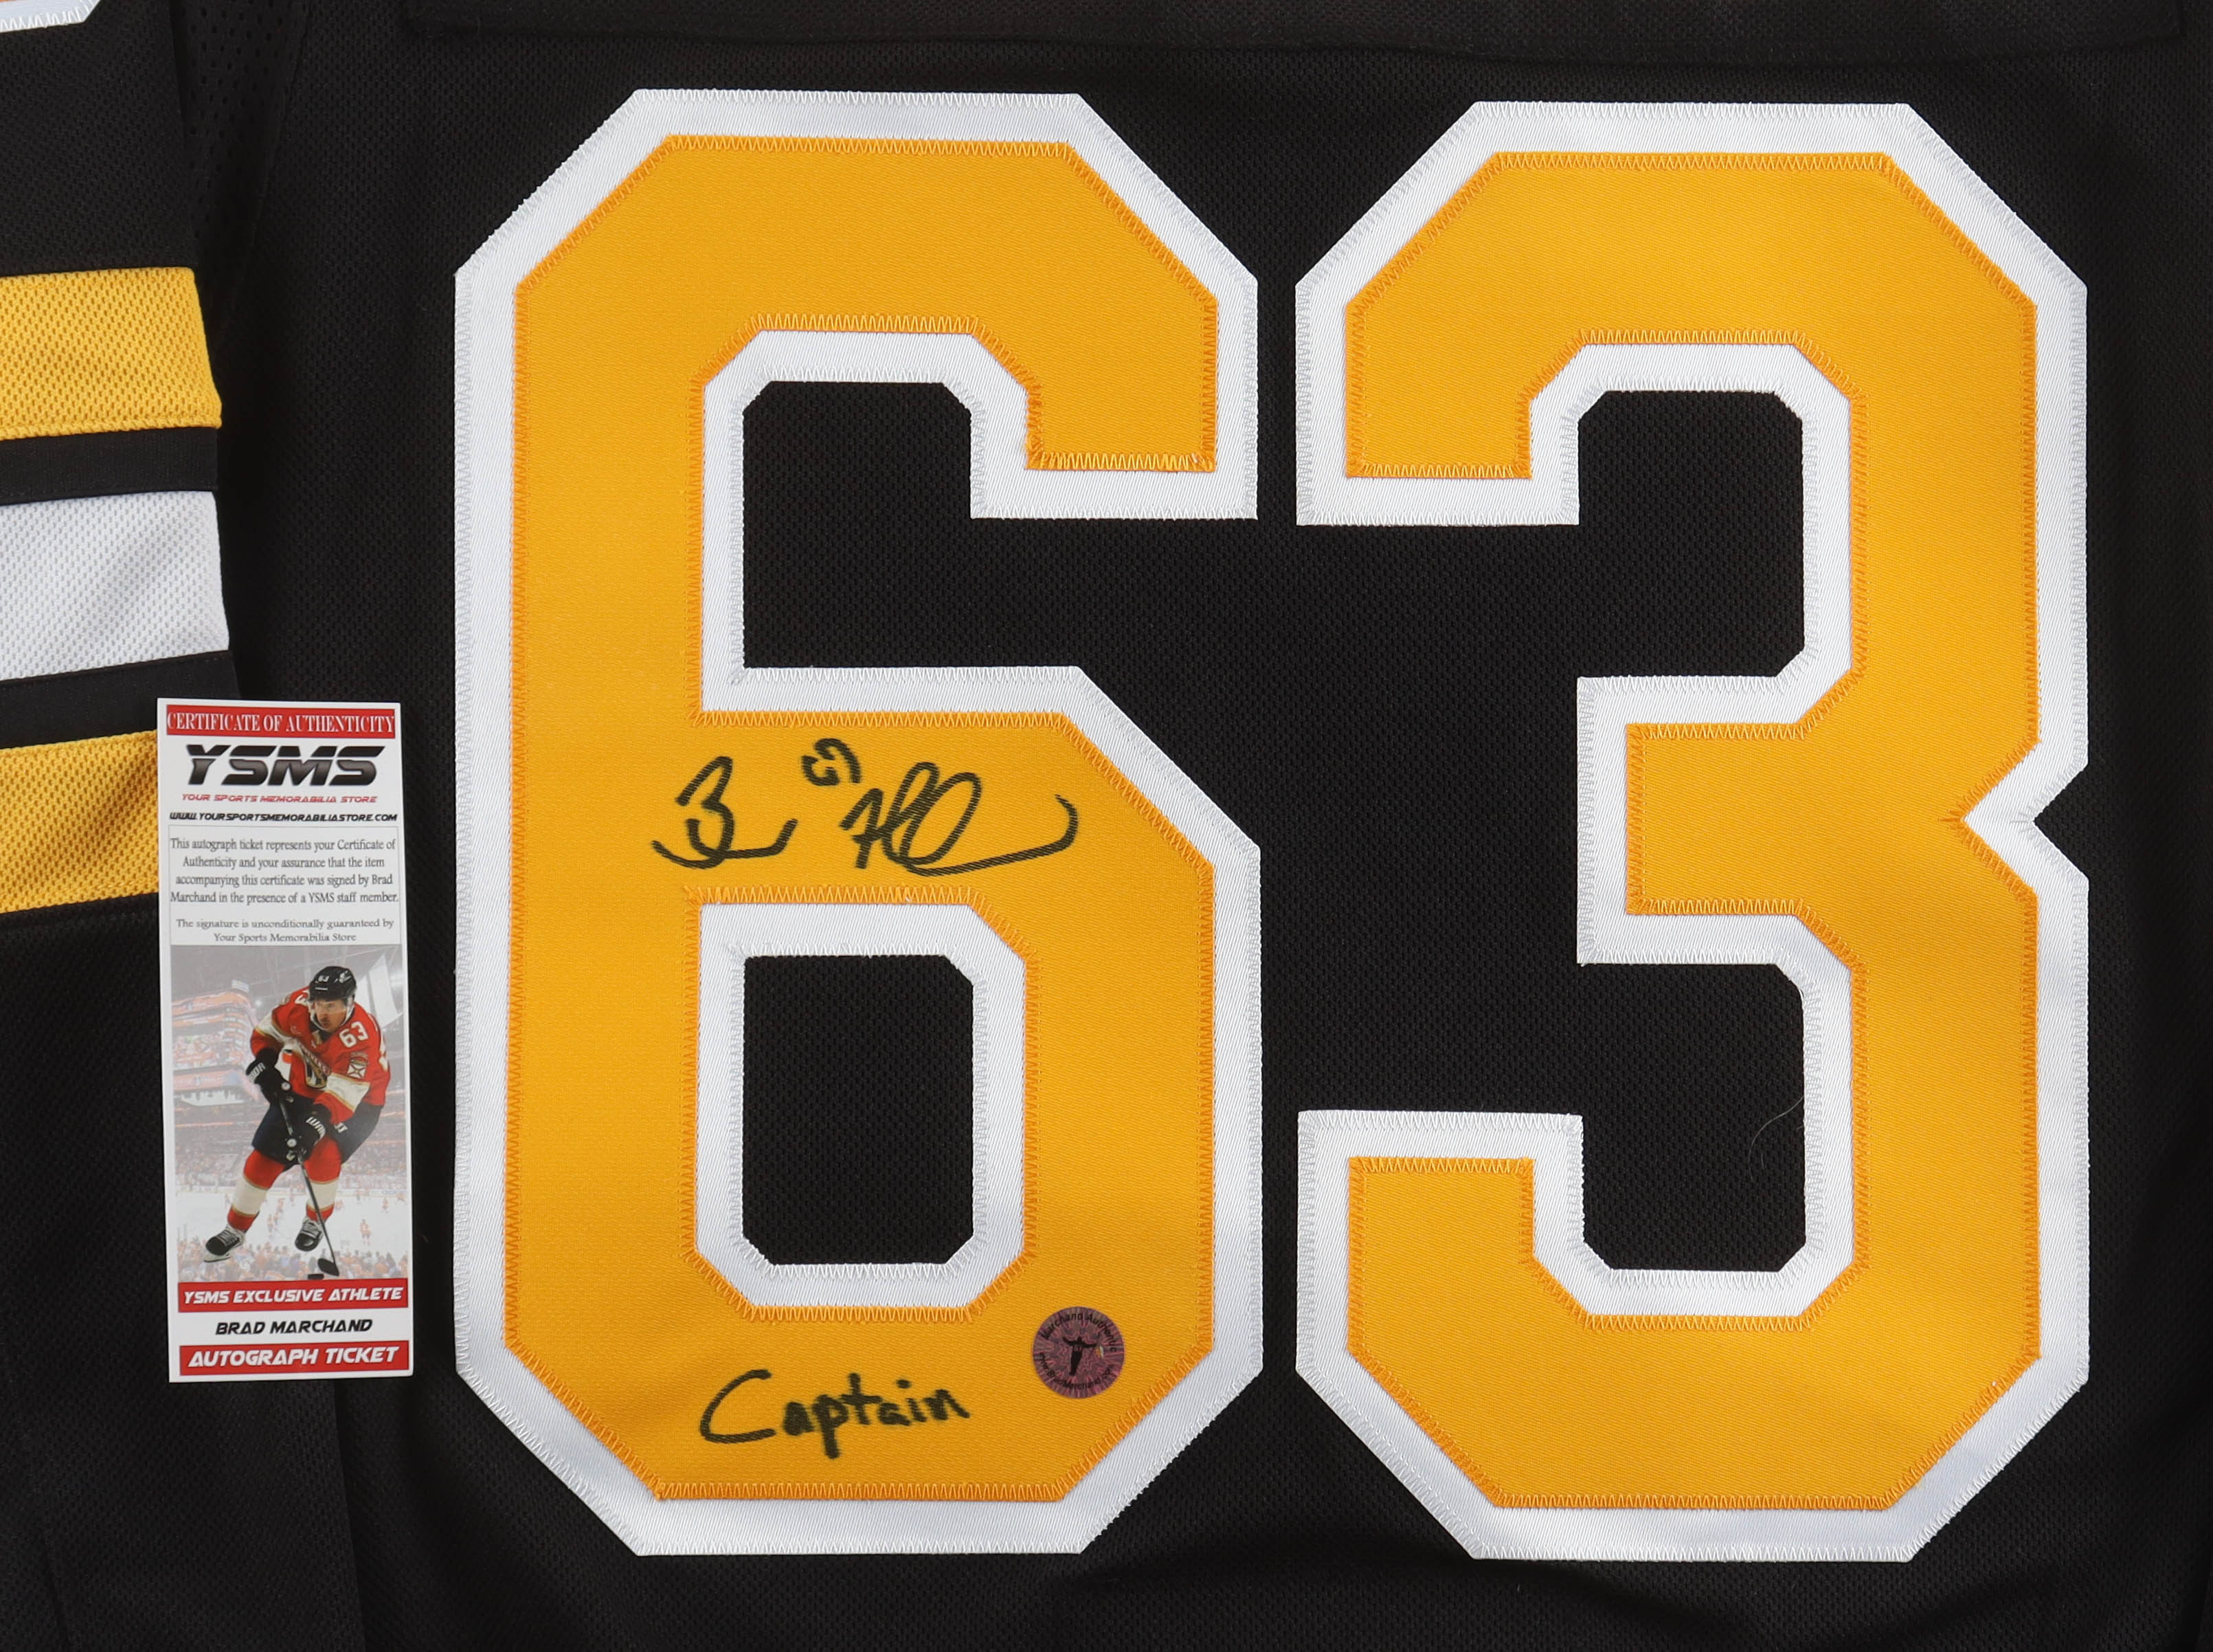 63
CERTIFICATE OF AUTHENTICITY
YSMS
YOUR SPORTS MEMORABILIA STORE
WWW.YOURSPORTSMEMORABILIASTORE.COM
This autograph ticket represents your Certificate of
Authenticity and your assurance that the item
accompanying this certificate was signed by Brad
Marchand in the presence of a YSMS staff member.
The signature is unconditionally guaranteed by
Your Sports Memorabilia Store
63
63
YSMS EXCLUSIVE ATHLETE
BRAD MARCHAND
AUTOGRAPH TICKET
Marchand Authentic
Captain